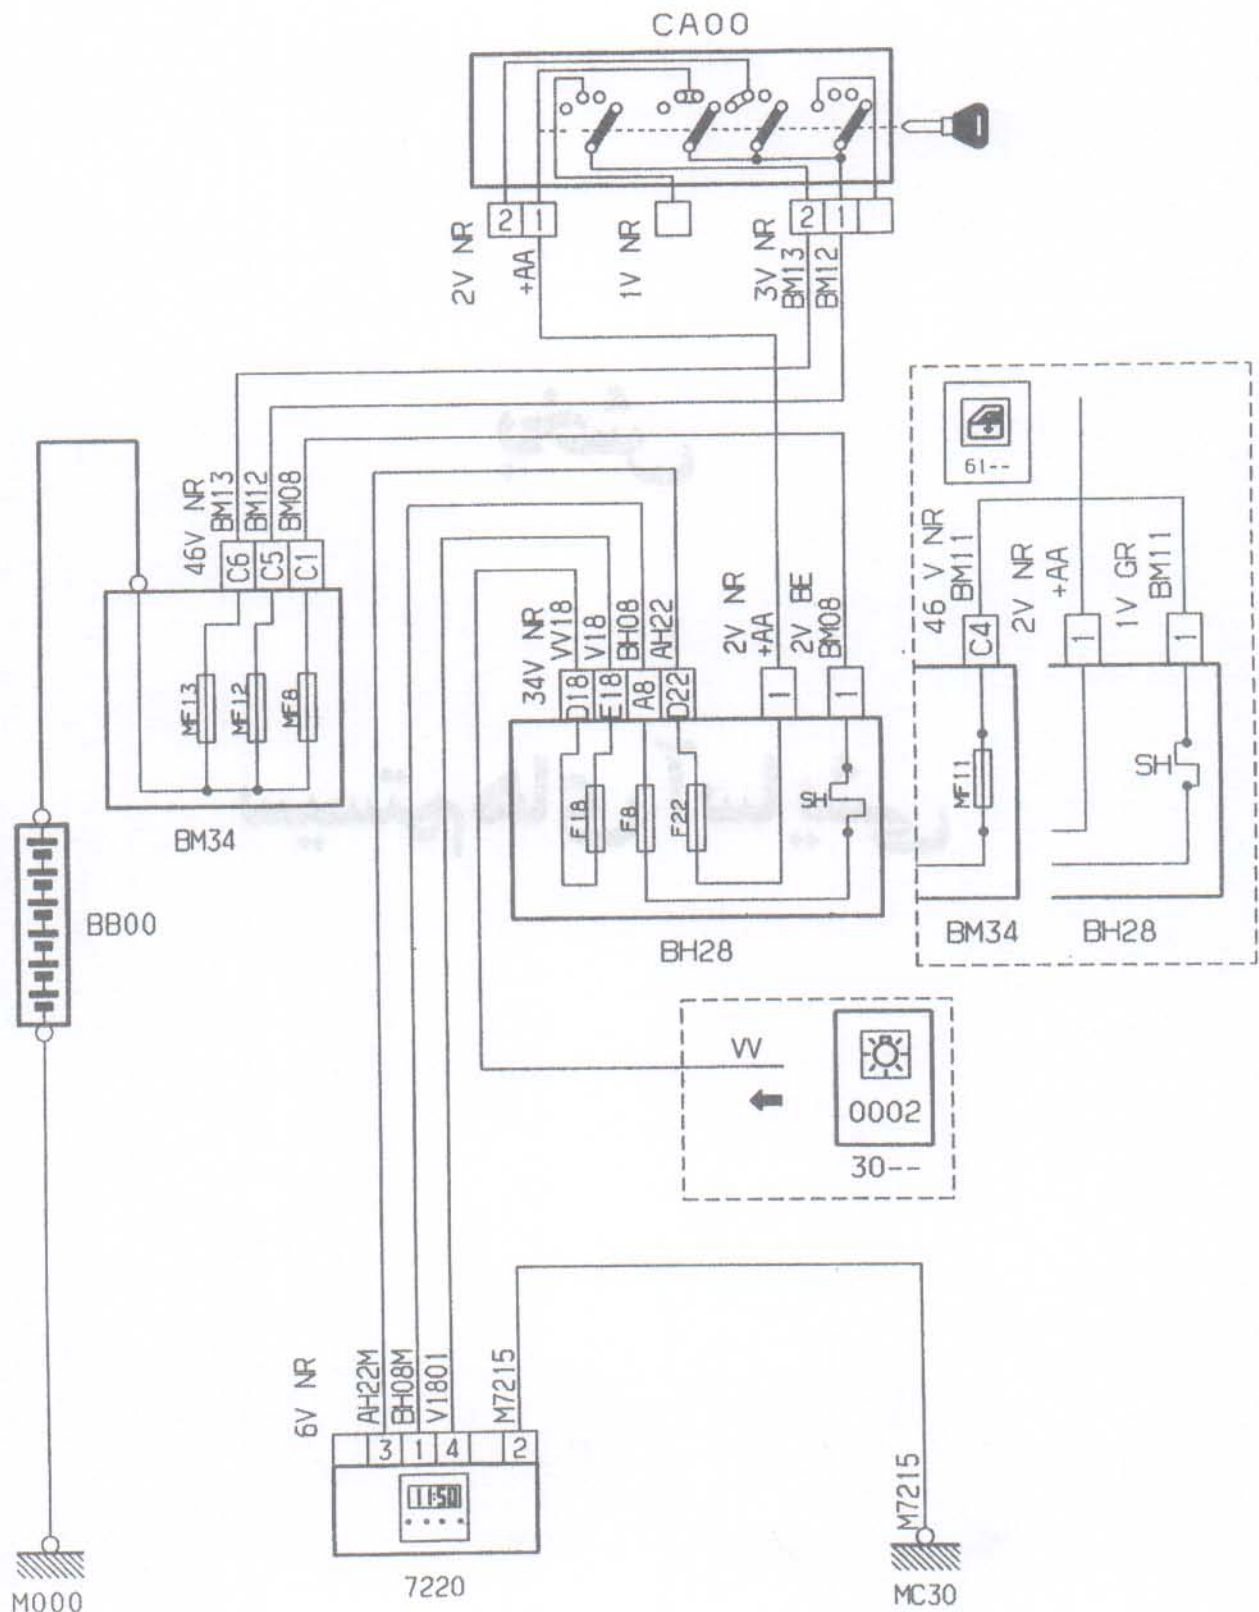 CA00
2 1
2 1
2V NR
+AA
1V NR
3V NR
BM13
BM12
61--
46V NR
BM13
BM12
BM08
C6 C5 C1
MF13
MF12
MF8
BM34
34V NR
VV18
V18
BH08
AH22
2V NR
+AA
2V BE
BM08
D18 E18 A8 D22
1
1
F18
F8
F22
SH
BH28
46 V NR
BM11
2V NR
+AA
1V GR
BM11
C4
1
1
MF11
SH
BM34
BH28
BB00
VV
0002
30--
6V NR
AH22M
BH08M
V1801
M7215
3 1 4 2
11:50
7220
M7215
M000
MC30